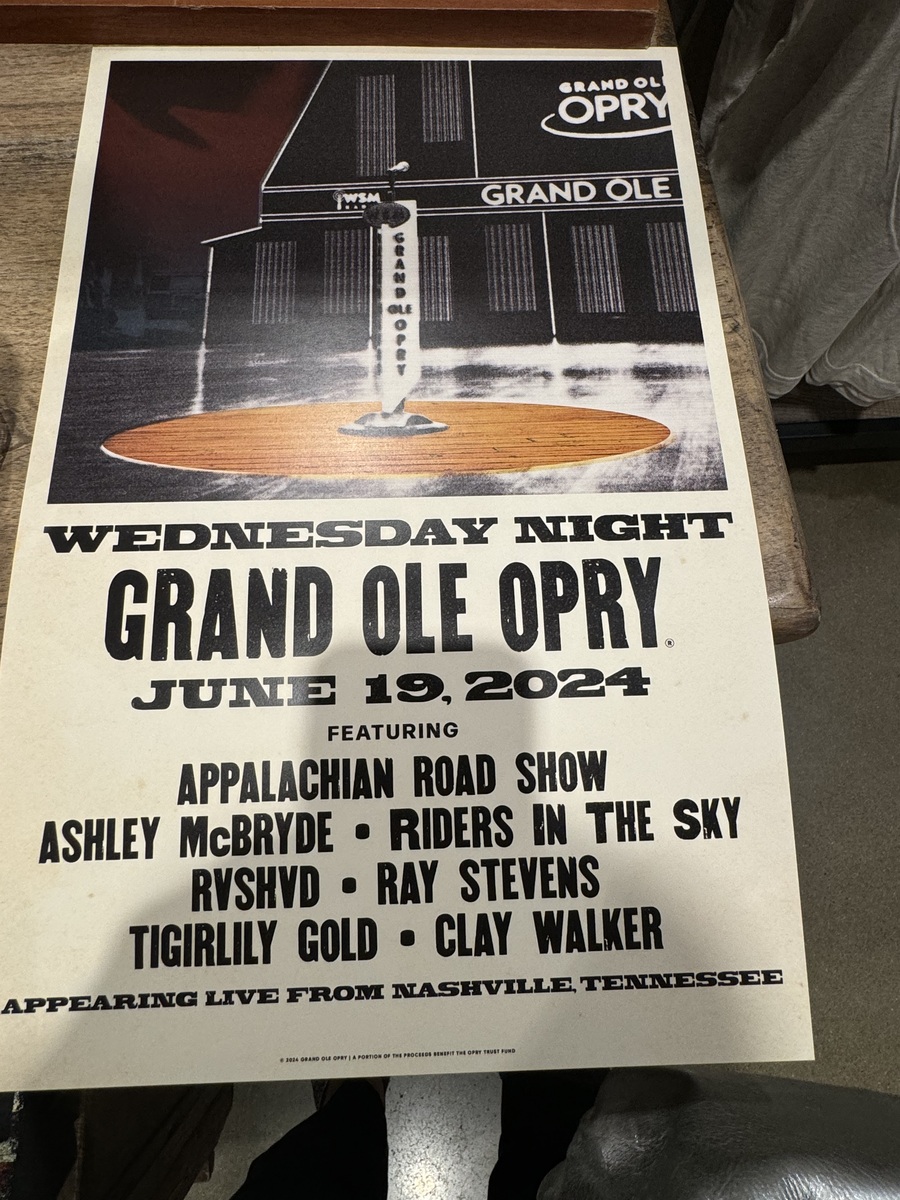 GRAND OL
OPRY
WSM
GRAND OLE
WSM
GRAND
OLE
OPRY
WEDNESDAY NIGHT
GRAND OLE OPRY®
JUNE 19, 2024
FEATURING
APPALACHIAN ROAD SHOW
ASHLEY McBRYDE • RIDERS IN THE SKY
RVSHVD • RAY STEVENS
TIGIRLILY GOLD • CLAY WALKER
APPEARING LIVE FROM NASHVILLE, TENNESSEE
© 2024 GRAND OLE OPRY | A PORTION OF THE PROCEEDS BENEFIT THE OPRY TRUST FUND